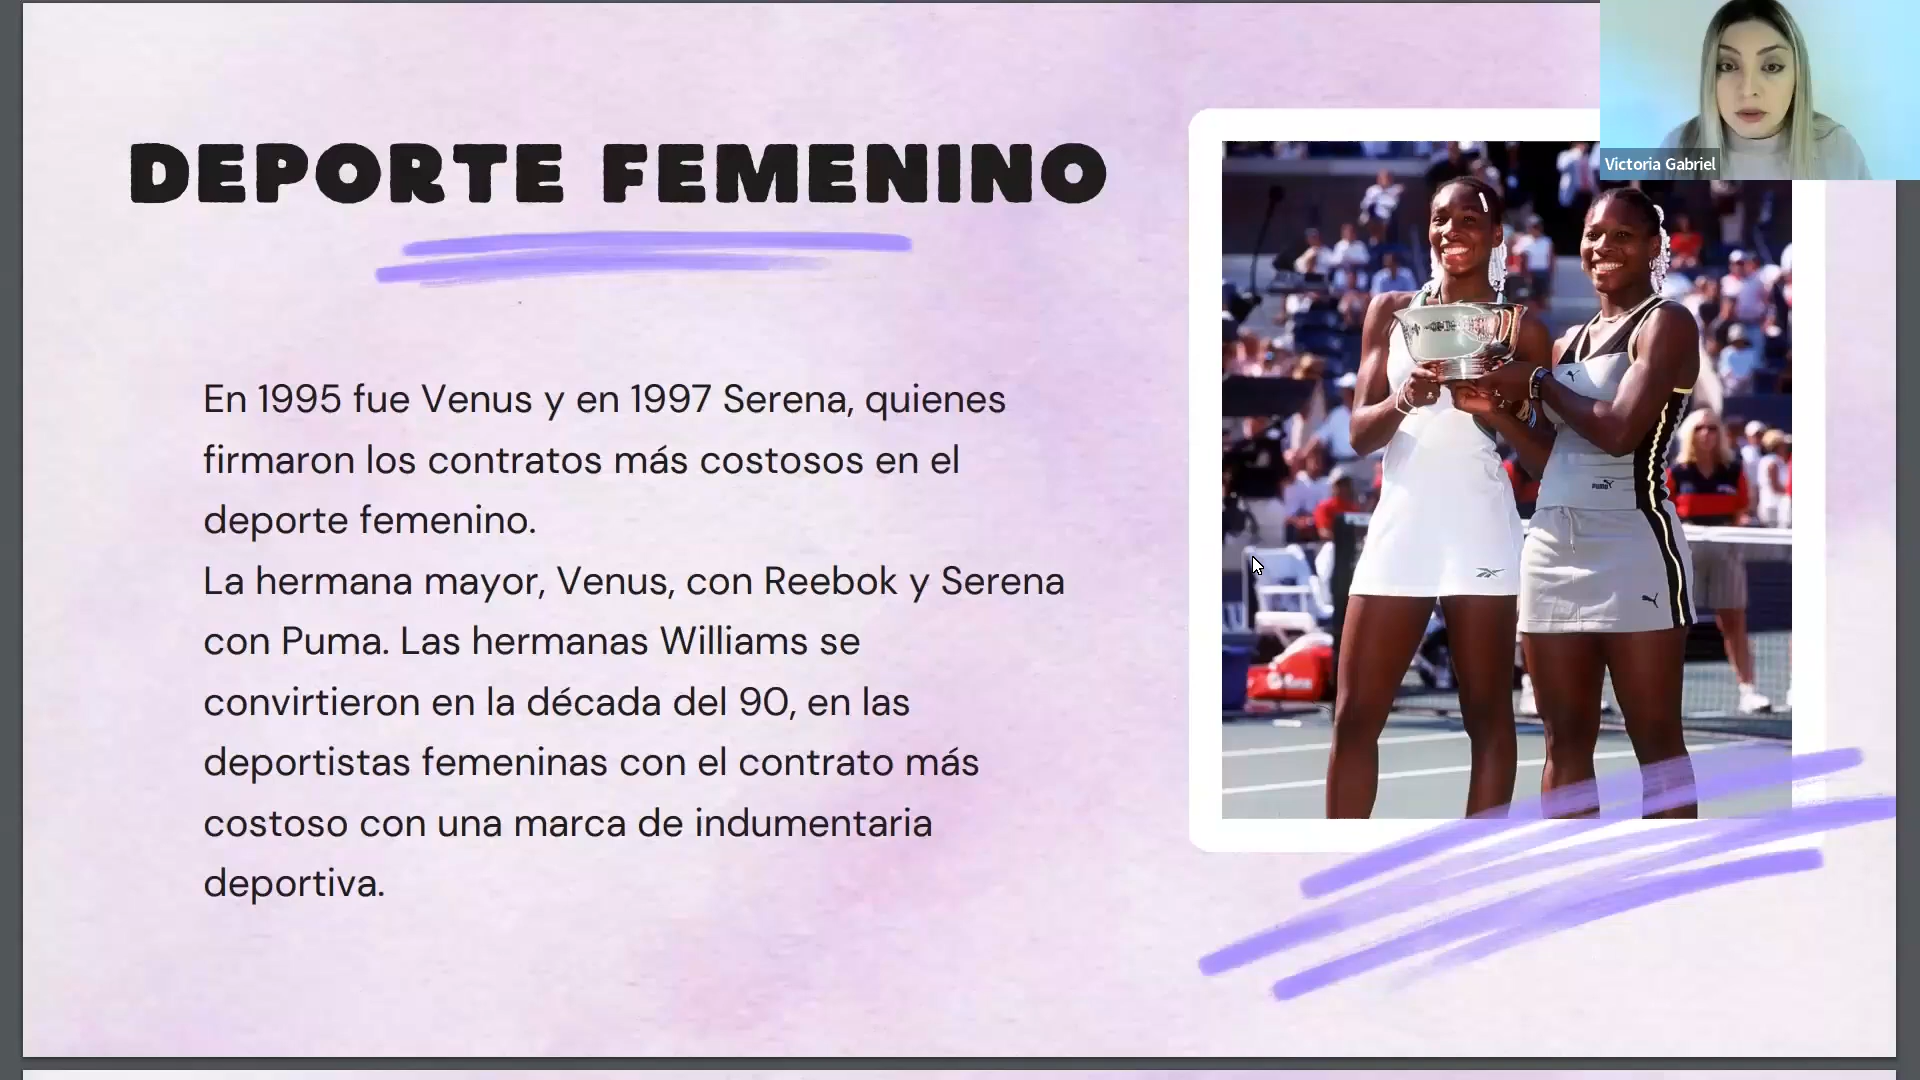 DEPORTE FEMENINO
Victoria Gabriel
En 1995 fue Venus y en 1997 Serena, quienes
firmaron los contratos más costosos en el
deporte femenino.
La hermana mayor, Venus, con Reebok y Serena
con Puma. Las hermanas Williams se
convirtieron en la década del 90, en las
deportistas femeninas con el contrato más
costoso con una marca de indumentaria
deportiva.
PUMA